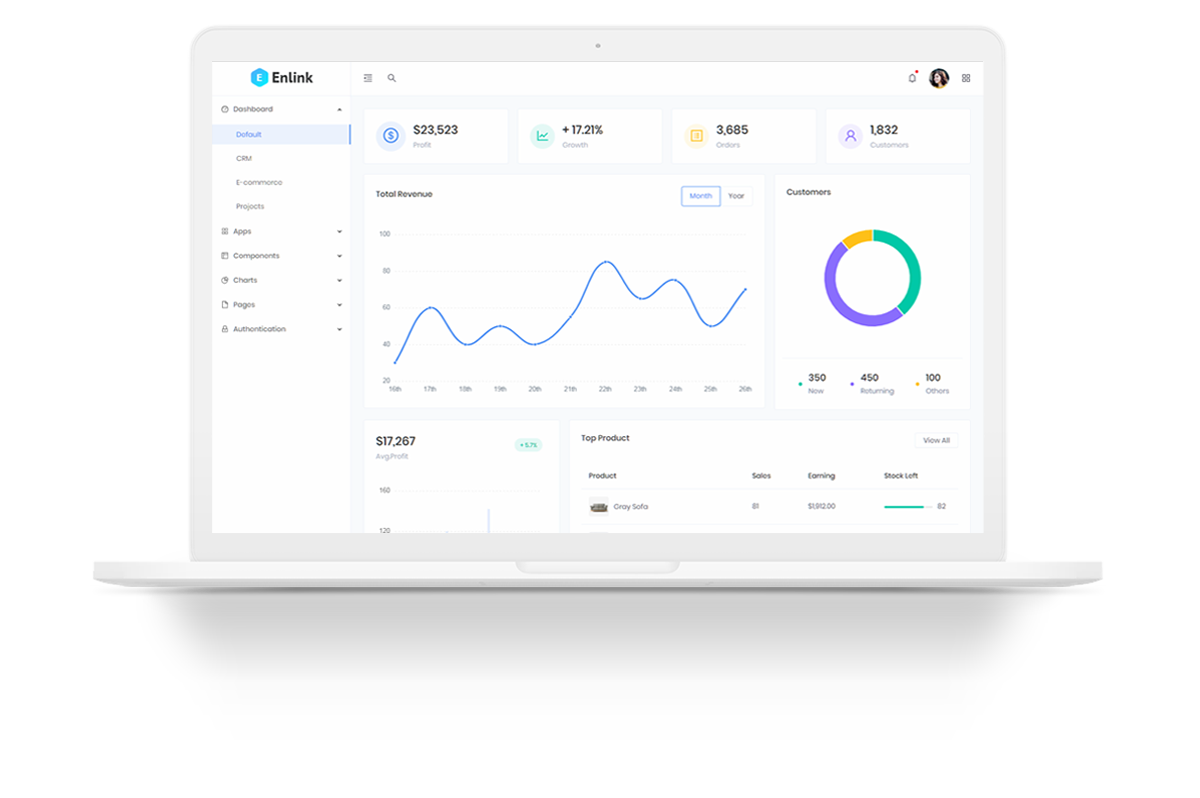 Enlink
Dashboard
Default
CRM
E-commerce
Projects
Apps
Components
Charts
Pages
Authentication
$23,523
Profit
+ 17.21%
Growth
3,685
Orders
1,832
Customers
Total Revenue
Month Year
100
80
60
40
20
16th 17th 18th 19th 20th 21th 22th 23th 24th 25th 26th
Customers
350
New
450
Returning
100
Others
$17,267
Avg.Profit
+ 5.7%
160
120
Top Product
View All
Product Sales Earning Stock Left
Gray Sofa 81 $1,912.00 82